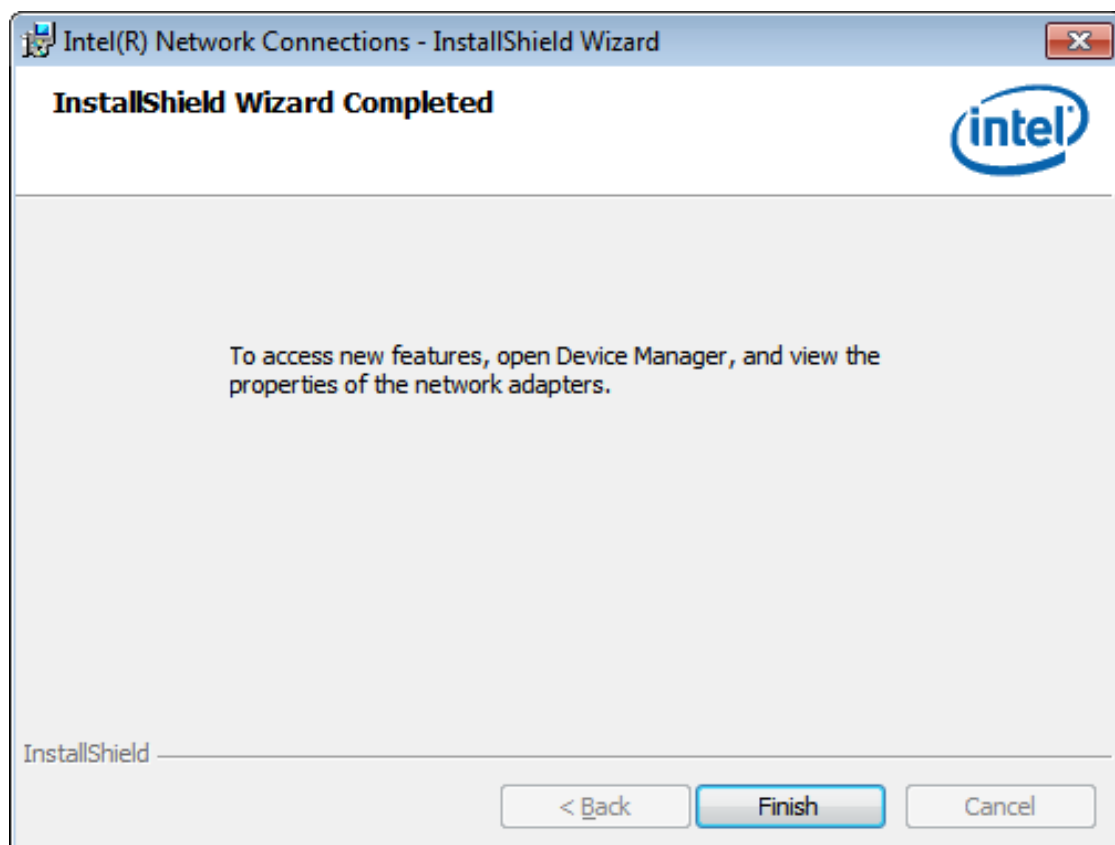 Intel(R) Network Connections - InstallShield Wizard
InstallShield Wizard Completed
intel
To access new features, open Device Manager, and view the
properties of the network adapters.
InstallShield
< Back
Finish
Cancel